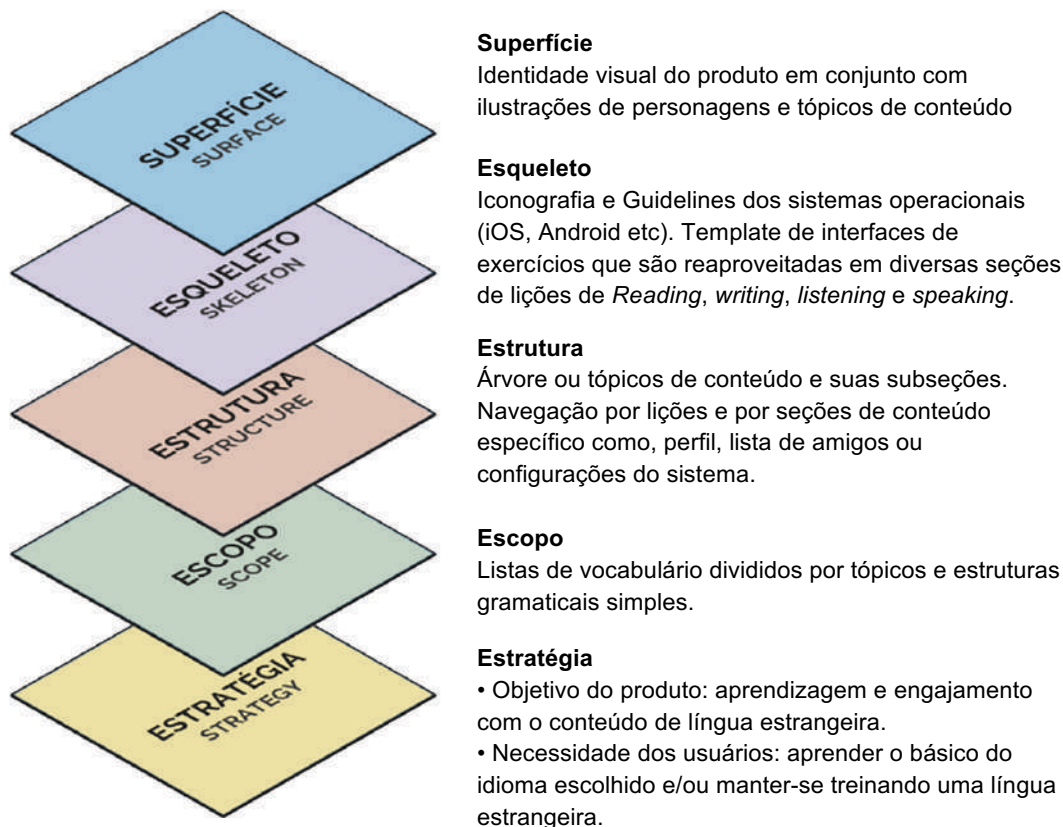 SUPERFÍCIE
SURFACE
Superfície
Identidade visual do produto em conjunto com
ilustrações de personagens e tópicos de conteúdo
ESQUELETO
SKELETON
Esqueleto
Iconografia e Guidelines dos sistemas operacionais
(iOS, Android etc). Template de interfaces de
exercícios que são reaproveitadas em diversas seções
de lições de Reading, writing, listening e speaking.
ESTRUTURA
STRUCTURE
Estrutura
Árvore ou tópicos de conteúdo e suas subseções.
Navegação por lições e por seções de conteúdo
específico como, perfil, lista de amigos ou
configurações do sistema.
ESCOPO
SCOPE
Escopo
Listas de vocabulário divididos por tópicos e estruturas
gramaticais simples.
ESTRATÉGIA
STRATEGY
Estratégia
• Objetivo do produto: aprendizagem e engajamento
com o conteúdo de língua estrangeira.
• Necessidade dos usuários: aprender o básico do
idioma escolhido e/ou manter-se treinando uma língua
estrangeira.